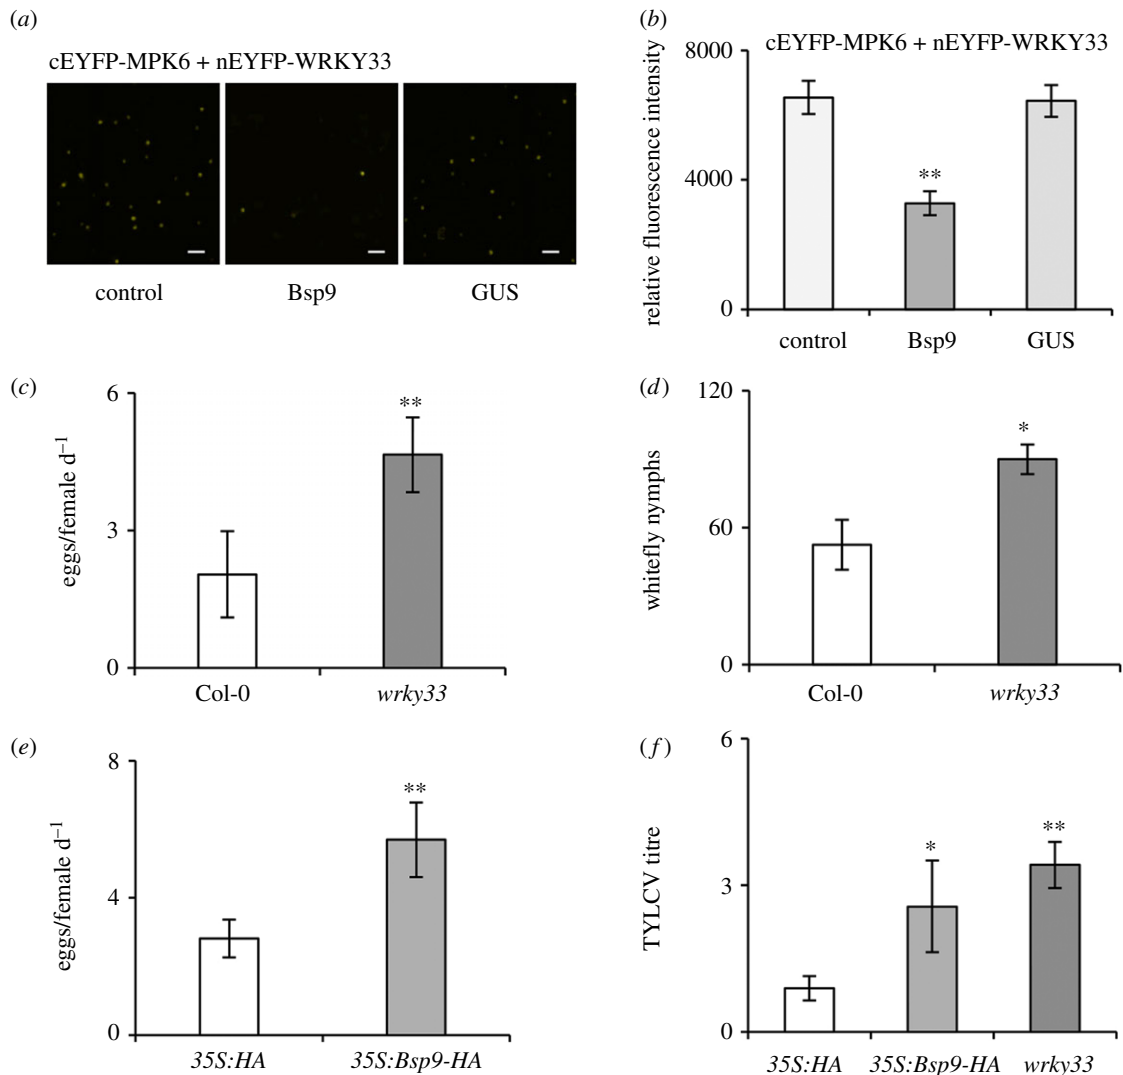 (a)
cEYFP-MPK6 + nEYFP-WRKY33
control Bsp9 GUS
(b)
cEYFP-MPK6 + nEYFP-WRKY33
relative fluorescence intensity
8000
4000
0
**
control Bsp9 GUS
(c)
eggs/female d⁻¹
6
3
0
**
Col-0 wrky33
(d)
whitefly nymphs
120
60
0
*
Col-0 wrky33
(e)
eggs/female d⁻¹
8
4
0
**
35S:HA 35S:Bsp9-HA
(f)
TYLCV titre
6
3
0
*
**
35S:HA 35S:Bsp9-HA wrky33